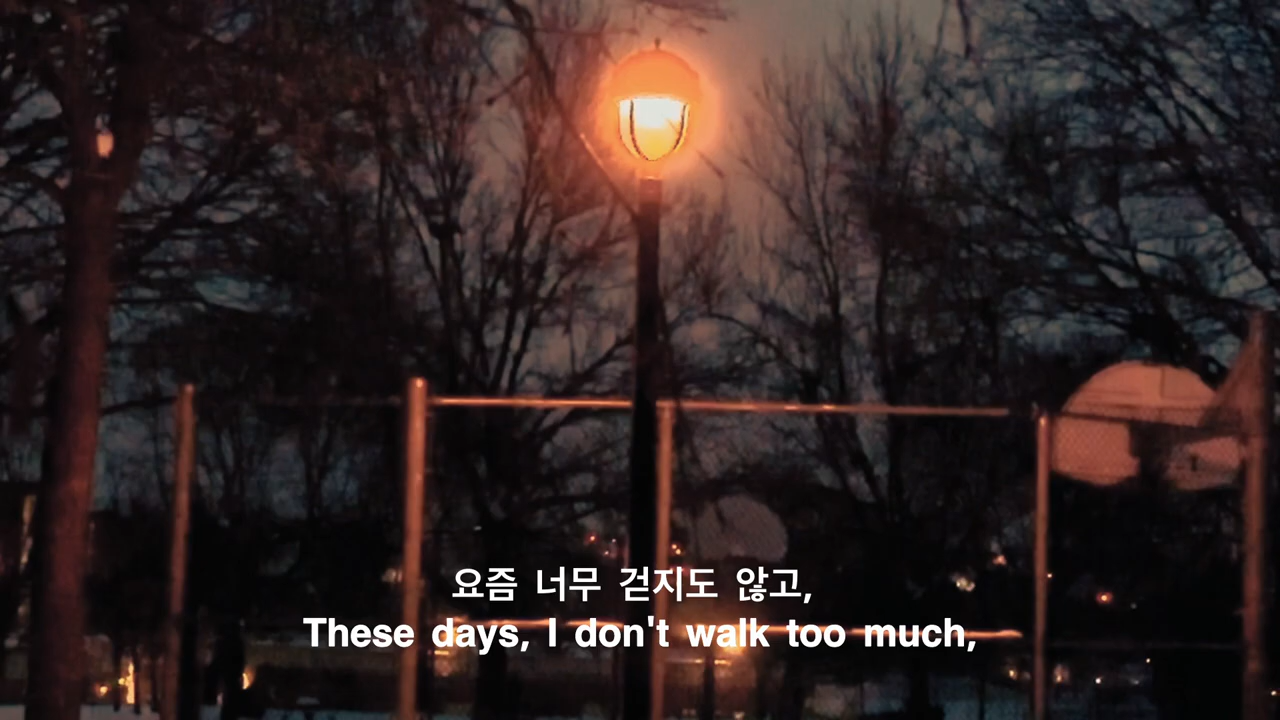 요즘 너무 걷지도 않고,
These days, I don't walk too much,